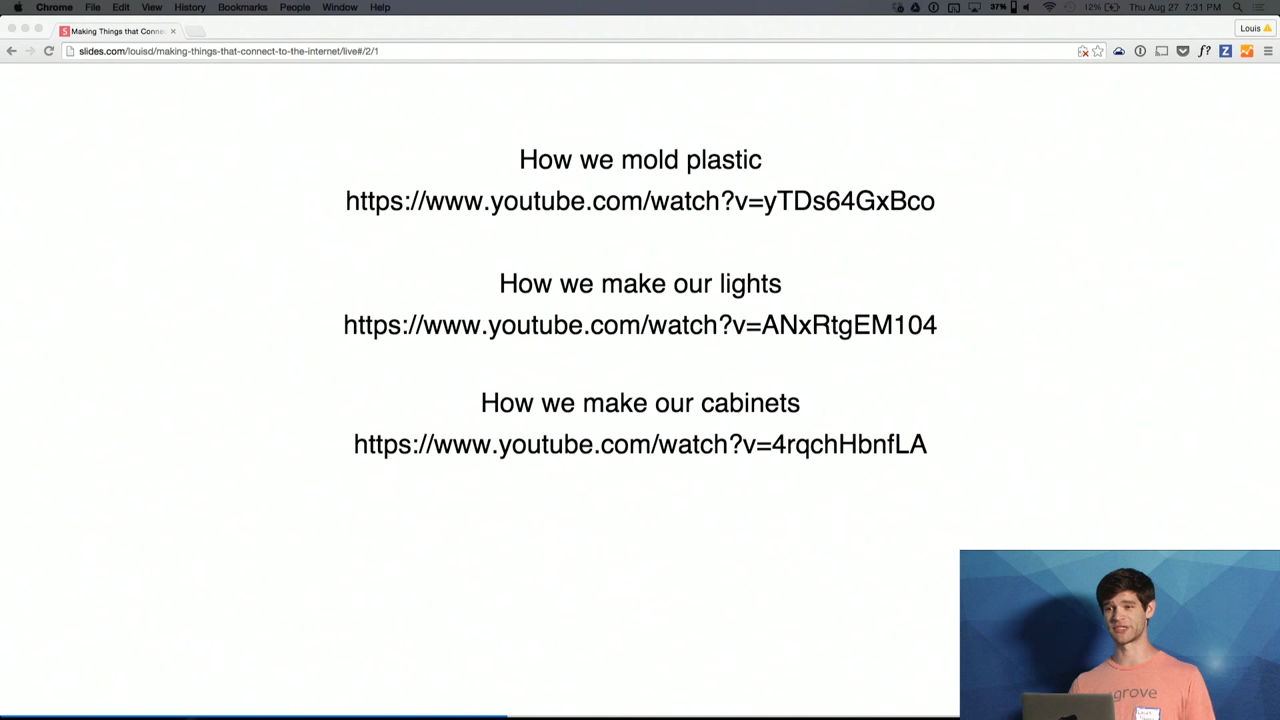 Chrome File Edit View History Bookmarks People Window Help 37% 12% Thu Aug 27 7:31 PM
Making Things that Conne
Louis
slides.com/louisd/making-things-that-connect-to-the-internet/live#/2/1
f?
Z
How we mold plastic
https://www.youtube.com/watch?v=yTDs64GxBco
How we make our lights
https://www.youtube.com/watch?v=ANxRtgEM104
How we make our cabinets
https://www.youtube.com/watch?v=4rqchHbnfLA
grove